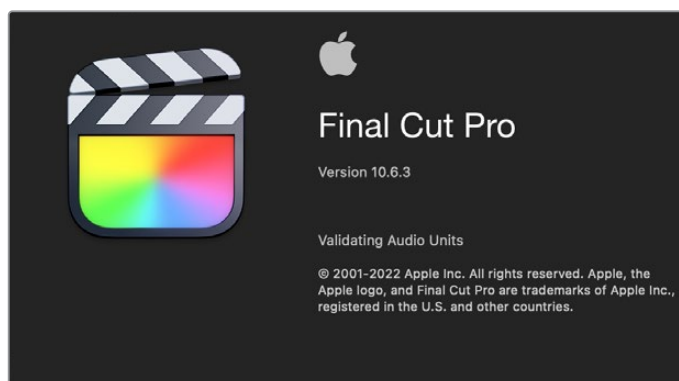 Final Cut Pro
Version 10.6.3
Validating Audio Units
© 2001-2022 Apple Inc. All rights reserved. Apple, the
Apple logo, and Final Cut Pro are trademarks of Apple Inc.,
registered in the U.S. and other countries.